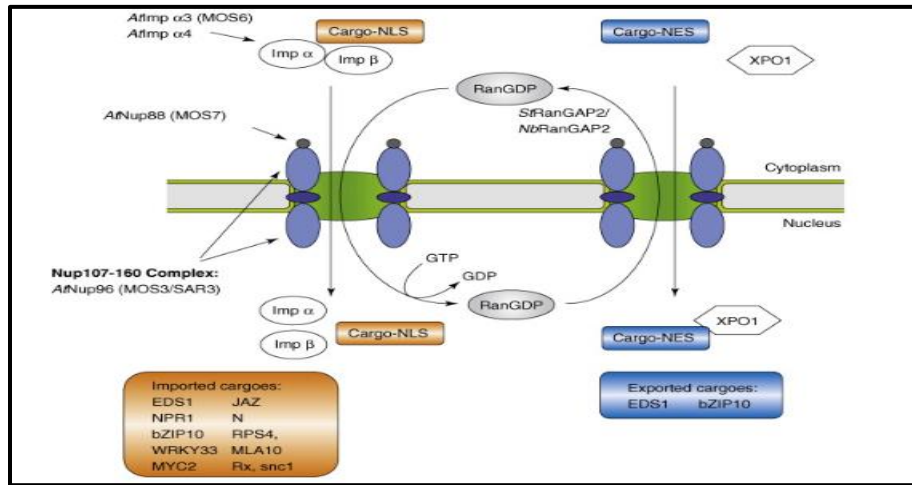 AtImp α3 (MOS6)
AtImp α4
Cargo-NLS
Imp α
Imp β
Cargo-NES
XPO1
RanGDP
StRanGAP2/
NbRanGAP2
AtNup88 (MOS7)
Cytoplasm
Nucleus
Nup107-160 Complex:
AtNup96 (MOS3/SAR3)
GTP
GDP
RanGDP
Imp α
Imp β
Cargo-NLS
XPO1
Cargo-NES
Imported cargoes:
EDS1 JAZ
NPR1 N
bZIP10 RPS4,
WRKY33 MLA10
MYC2 Rx, snc1
Exported cargoes:
EDS1 bZIP10